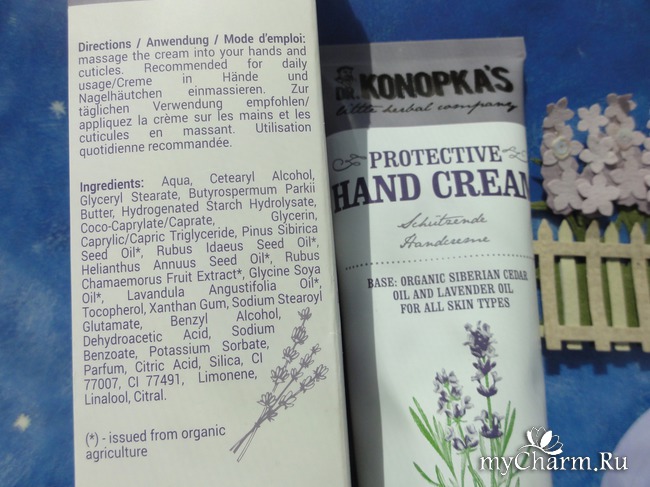 Directions / Anwendung / Mode d'emploi:
massage the cream into your hands and
cuticles. Recommended for daily
usage/Creme in Hände und
Nagelhäutchen einmassieren. Zur
täglichen Verwendung empfohlen/
appliquez la crème sur les mains et les
cuticules en massant. Utilisation
quotidienne recommandée.
Ingredients: Aqua, Cetearyl Alcohol,
Glyceryl Stearate, Butyrospermum Parkii
Butter, Hydrogenated Starch Hydrolysate,
Coco-Caprylate/Caprate, Glycerin,
Caprylic/Capric Triglyceride, Pinus Sibirica
Seed Oil*, Rubus Idaeus Seed Oil*,
Helianthus Annuus Seed Oil*, Rubus
Chamaemorus Fruit Extract*, Glycine Soya
Oil*, Lavandula Angustifolia Oil*,
Tocopherol, Xanthan Gum, Sodium Stearoyl
Glutamate, Benzyl Alcohol,
Dehydroacetic Acid, Sodium
Benzoate, Potassium Sorbate,
Parfum, Citric Acid, Silica, CI
77007, CI 77491, Limonene,
Linalool, Citral.
(*) - issued from organic
agriculture
DR. KONOPKA'S
little herbal company
PROTECTIVE
HAND CREAM
Schützende
Handcreme
BASE: ORGANIC SIBERIAN CEDAR
OIL AND LAVENDER OIL
FOR ALL SKIN TYPES
myCharm.Ru